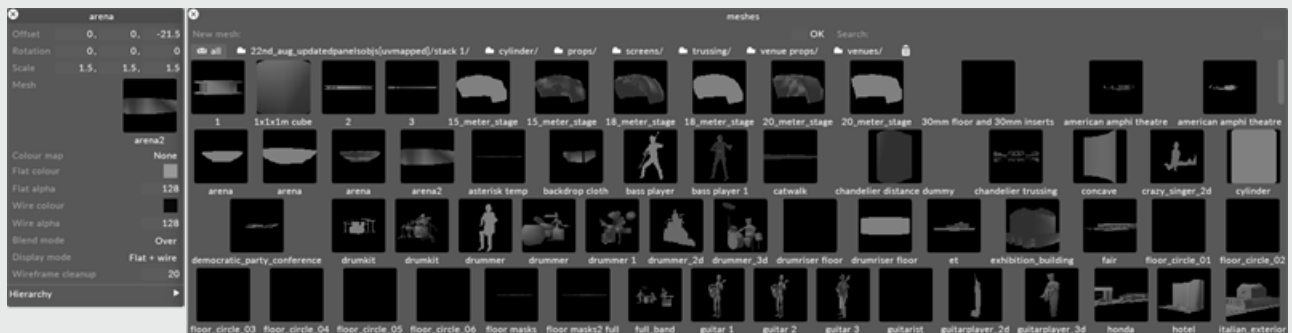 arena
Offset 0, 0, -21.5
Rotation 0, 0, 0
Scale 1.5, 1.5, 1.5
Mesh
arena2
Colour map None
Flat colour
Flat alpha 128
Wire colour
Wire alpha 128
Blend mode Over
Display mode Flat + wire
Wireframe cleanup 20
Hierarchy
meshes
New mesh: OK Search:
all 22nd_aug_updatedpanelsobjs(uvmapped)/stack 1/ cylinder/ props/ screens/ trussing/ venue props/ venues/
1 1x1x1m cube 2 3 15_meter_stage 15_meter_stage 18_meter_stage 18_meter_stage 20_meter_stage 20_meter_stage 30mm floor and 30mm inserts american amphi theatre american amphi theatre
arena arena arena arena2 asterisk temp backdrop cloth bass player bass player 1 catwalk chandelier distance dummy chandelier trussing concave crazy_singer_2d cylinder
democratic_party_conference drumkit drumkit drummer drummer drummer 1 drummer_2d drummer_3d drumriser floor drumriser floor et exhibition_building fair floor_circle_01 floor_circle_02
floor_circle_03 floor_circle_04 floor_circle_05 floor_circle_06 floor masks floor masks2 full full_band guitar 1 guitar 2 guitar 3 guitarist guitarplayer_2d guitarplayer_3d honda hotel italian_exterior